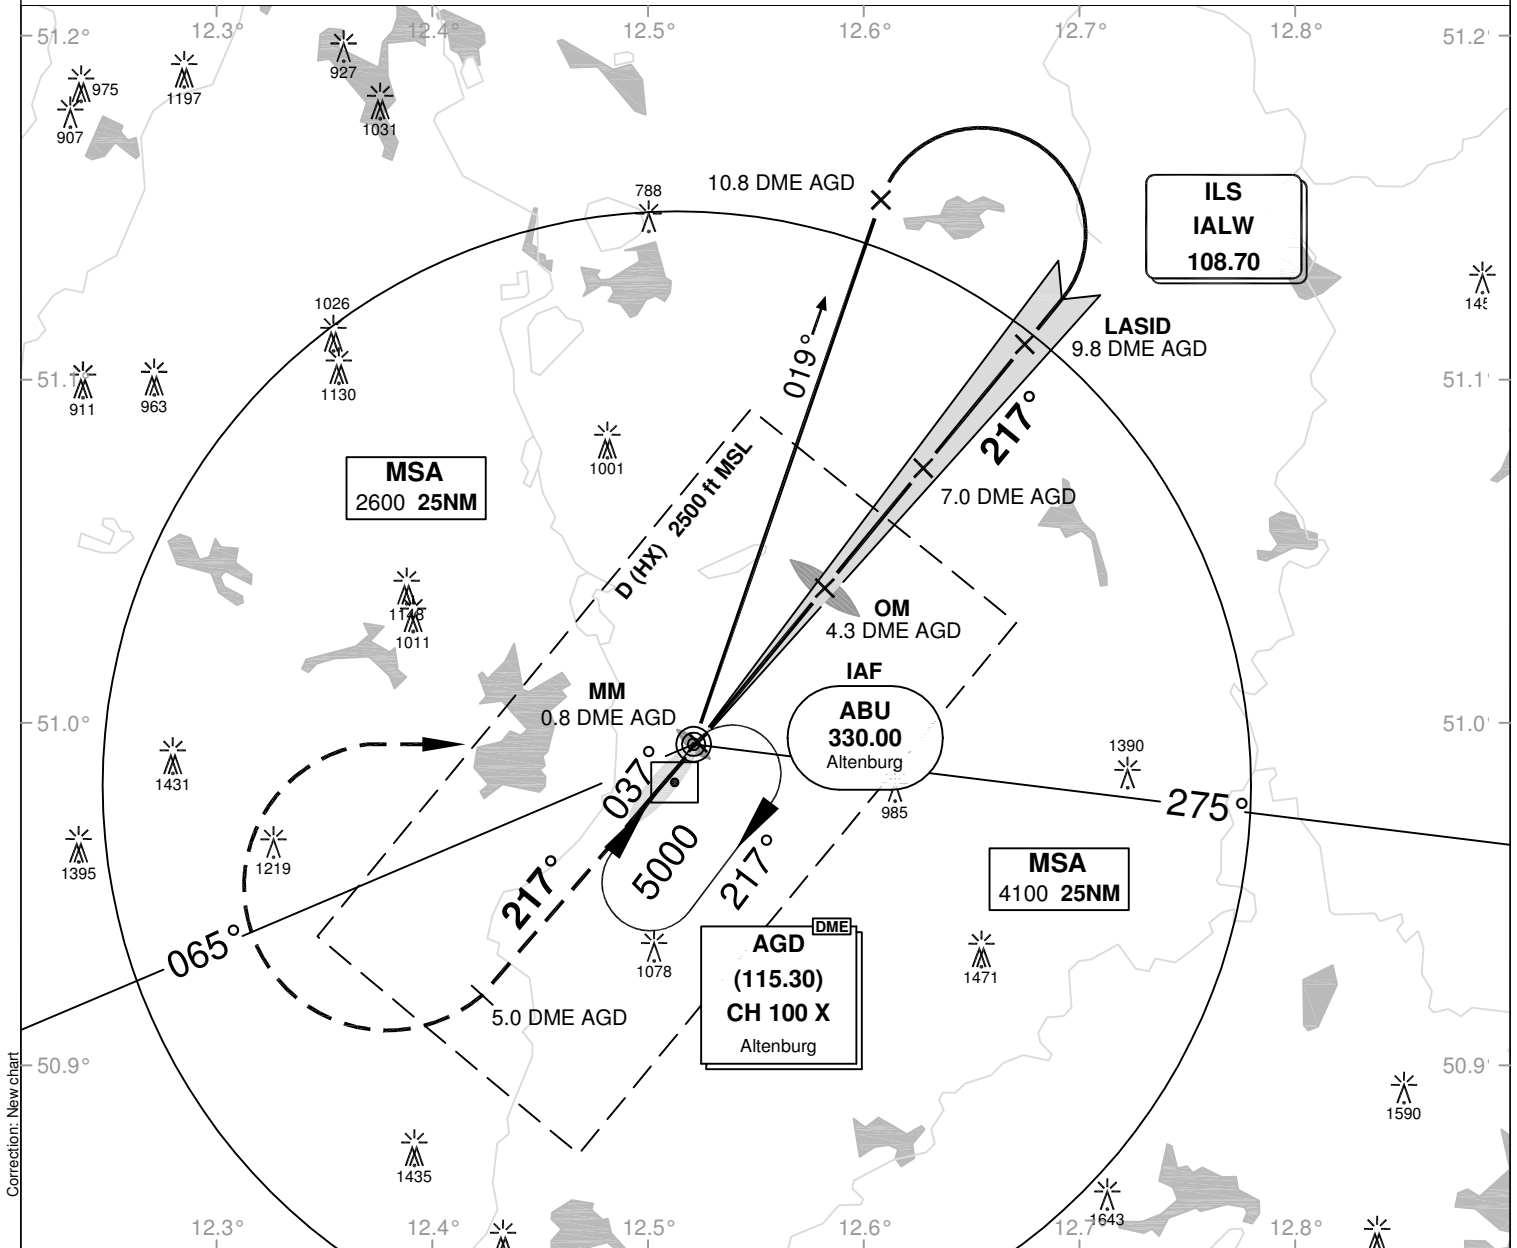 12.3°
12.4°
12.5°
12.6°
12.7°
12.8°
51.2°
51.2'
927
975
1197
907
1031
10.8 DME AGD
788
ILS
IALW
108.70
1026
LASID
9.8 DME AGD
019°
51.1°
51.1'
911
963
1130
217°
1001
MSA
2600 25NM
D (HX) 2500 ft MSL
7.0 DME AGD
1143
1011
OM
4.3 DME AGD
IAF
ABU
330.00
Altenburg
MM
0.8 DME AGD
51.0°
51.0'
1431
1390
037°
985
275°
5000
217°
217°
1395
1219
MSA
4100 25NM
065°
DME
AGD
(115.30)
CH 100 X
Altenburg
1078
1471
5.0 DME AGD
50.9°
50.9'
Correction: New chart
1590
1435
1643
12.3°
12.4°
12.5°
12.6°
12.7°
12.8°